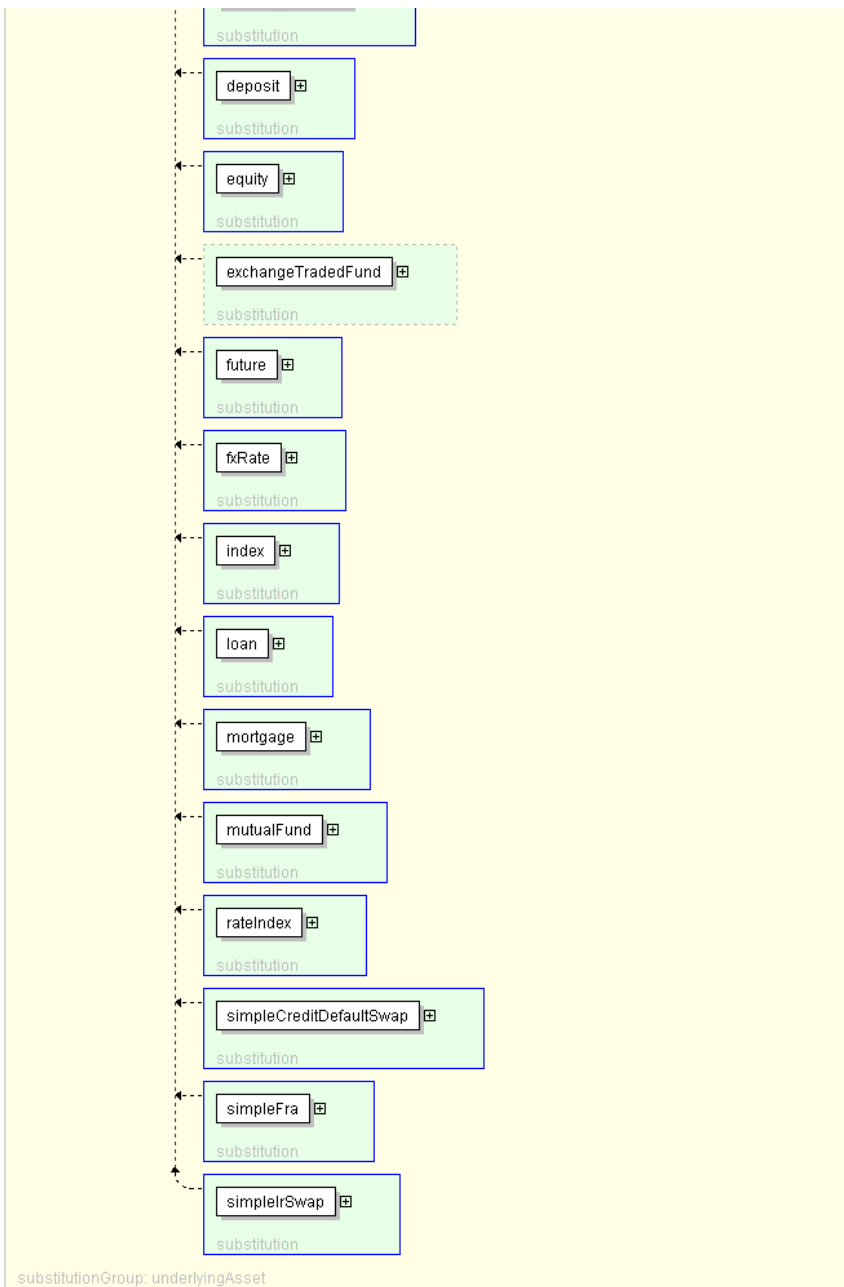 substitution
deposit
substitution
equity
substitution
exchangeTradedFund
substitution
future
substitution
fxRate
substitution
index
substitution
loan
substitution
mortgage
substitution
mutualFund
substitution
rateIndex
substitution
simpleCreditDefaultSwap
substitution
simpleFra
substitution
simpleIrSwap
substitution
substitutionGroup: underlyingAsset